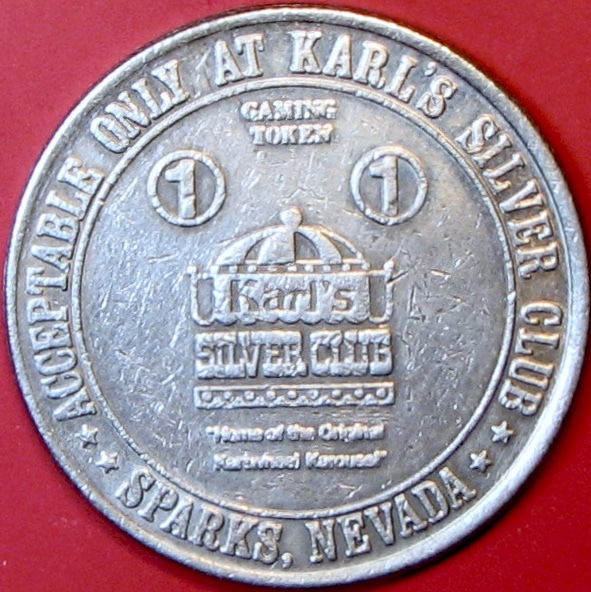 ACCEPTABLE ONLY AT KARL'S SILVER CLUB
GAMING
TOKEN
1 1
Karl's
SILVER CLUB
"Home of the Original
Kartwheel Karousel"
SPARKS, NEVADA